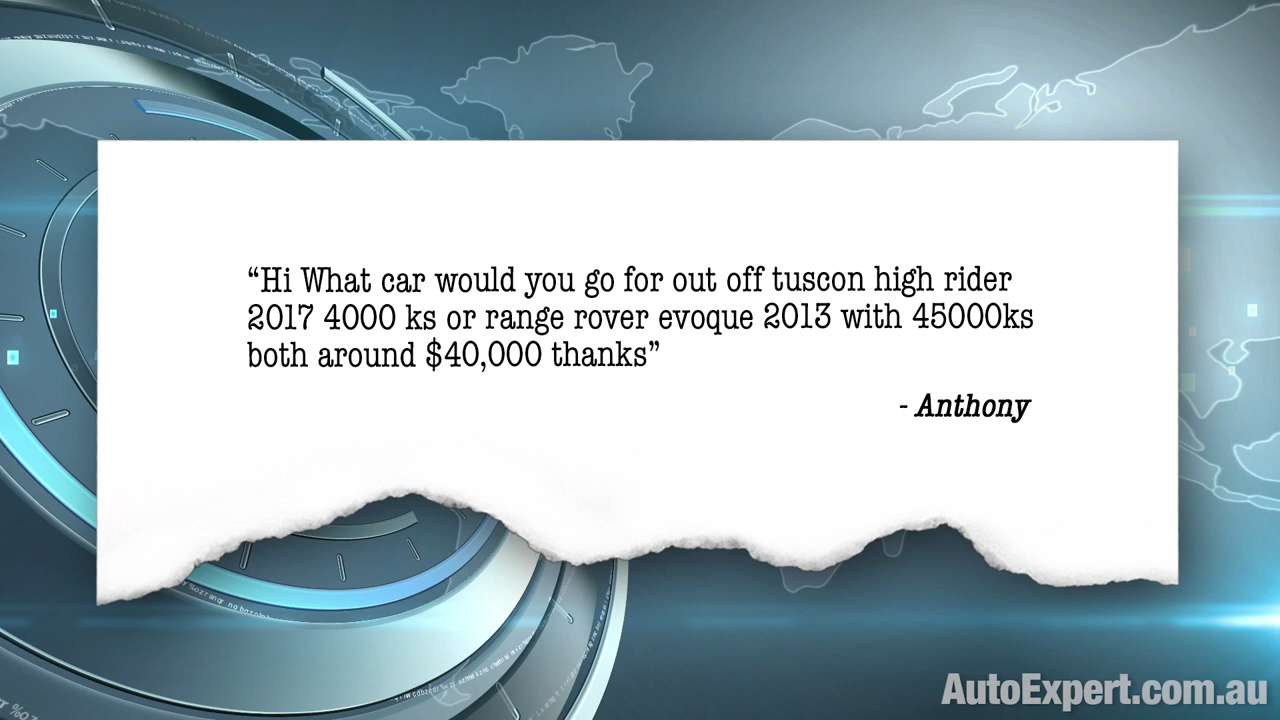 “Hi What car would you go for out off tuscon high rider
2017 4000 ks or range rover evoque 2013 with 45000ks
both around $40,000 thanks”
- Anthony
AutoExpert.com.au